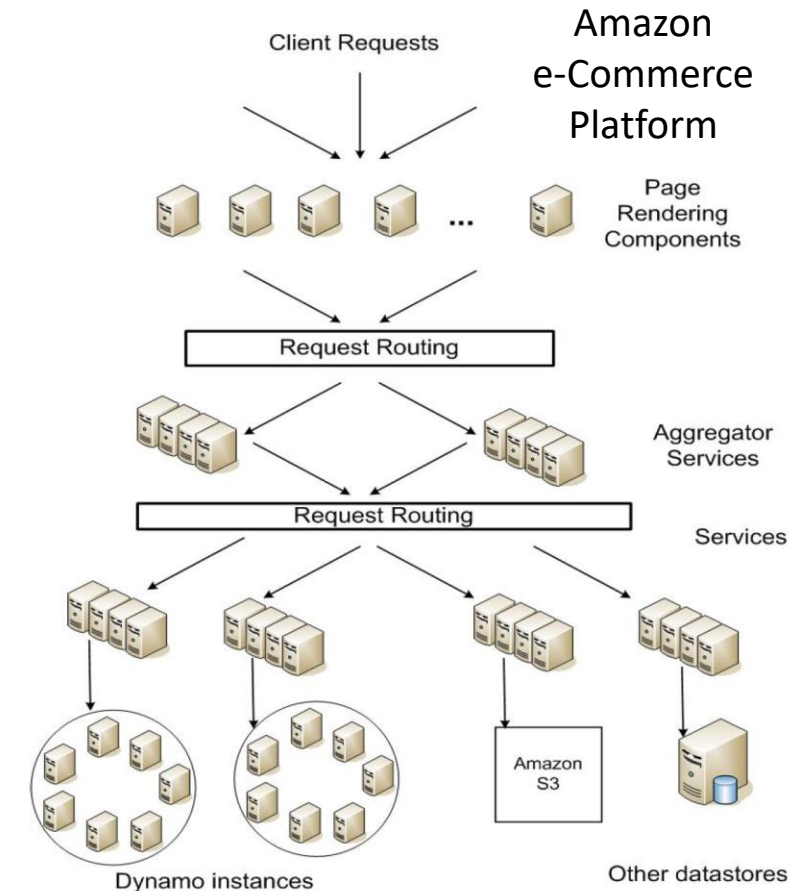 Amazon
e-Commerce
Platform
Client Requests
Page
Rendering
Components
...
Request Routing
Aggregator
Services
Request Routing
Services
Amazon
S3
Dynamo instances
Other datastores